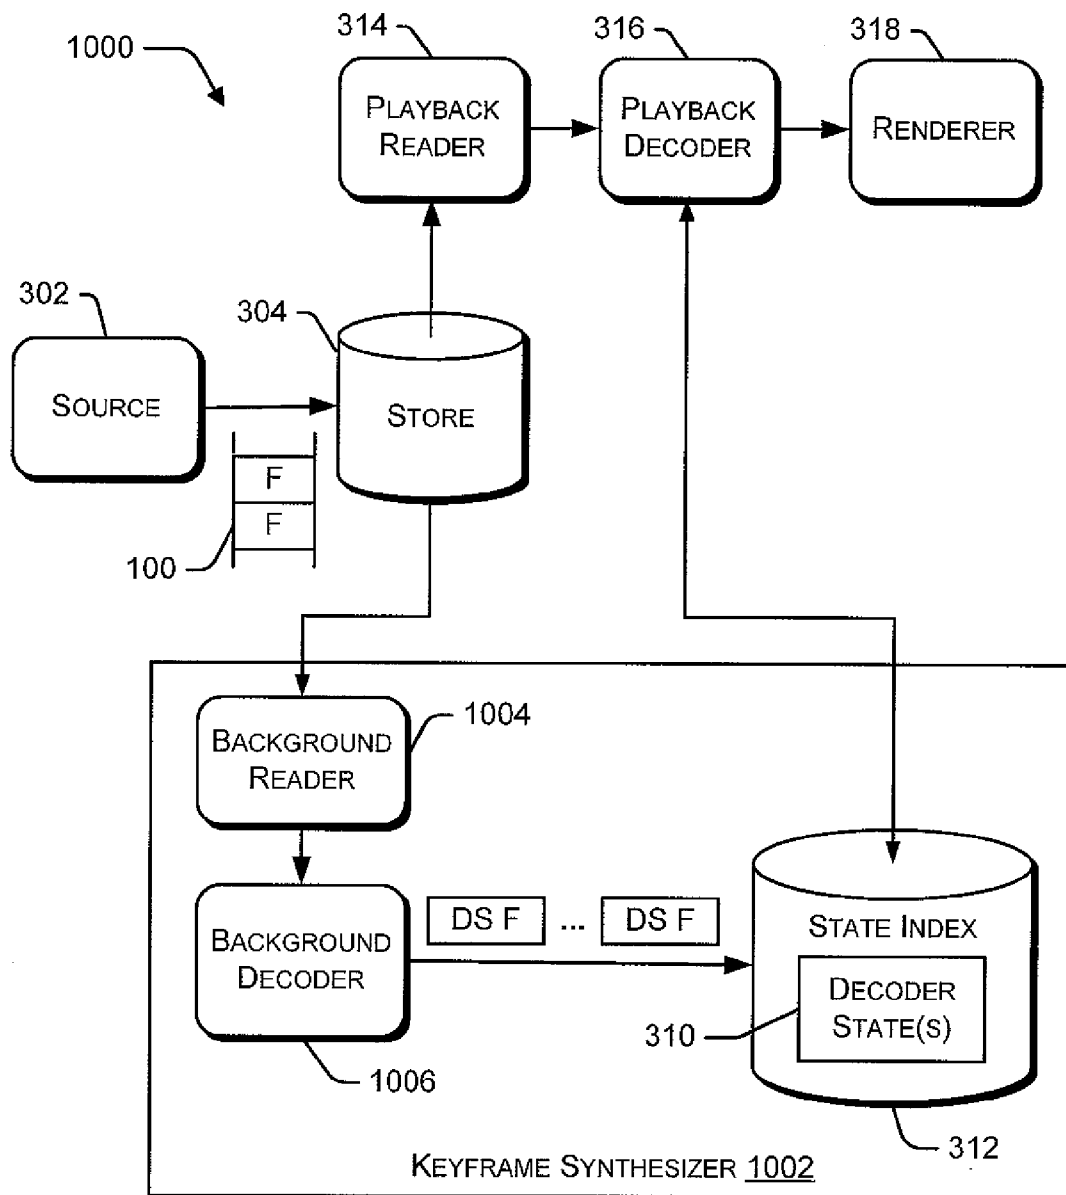 1000
314
316
318
PLAYBACK
READER
PLAYBACK
DECODER
RENDERER
302
304
SOURCE
STORE
F
F
100
1004
BACKGROUND
READER
BACKGROUND
DECODER
DS F ... DS F
STATE INDEX
DECODER
STATE(S)
310
1006
312
KEYFRAME SYNTHESIZER 1002